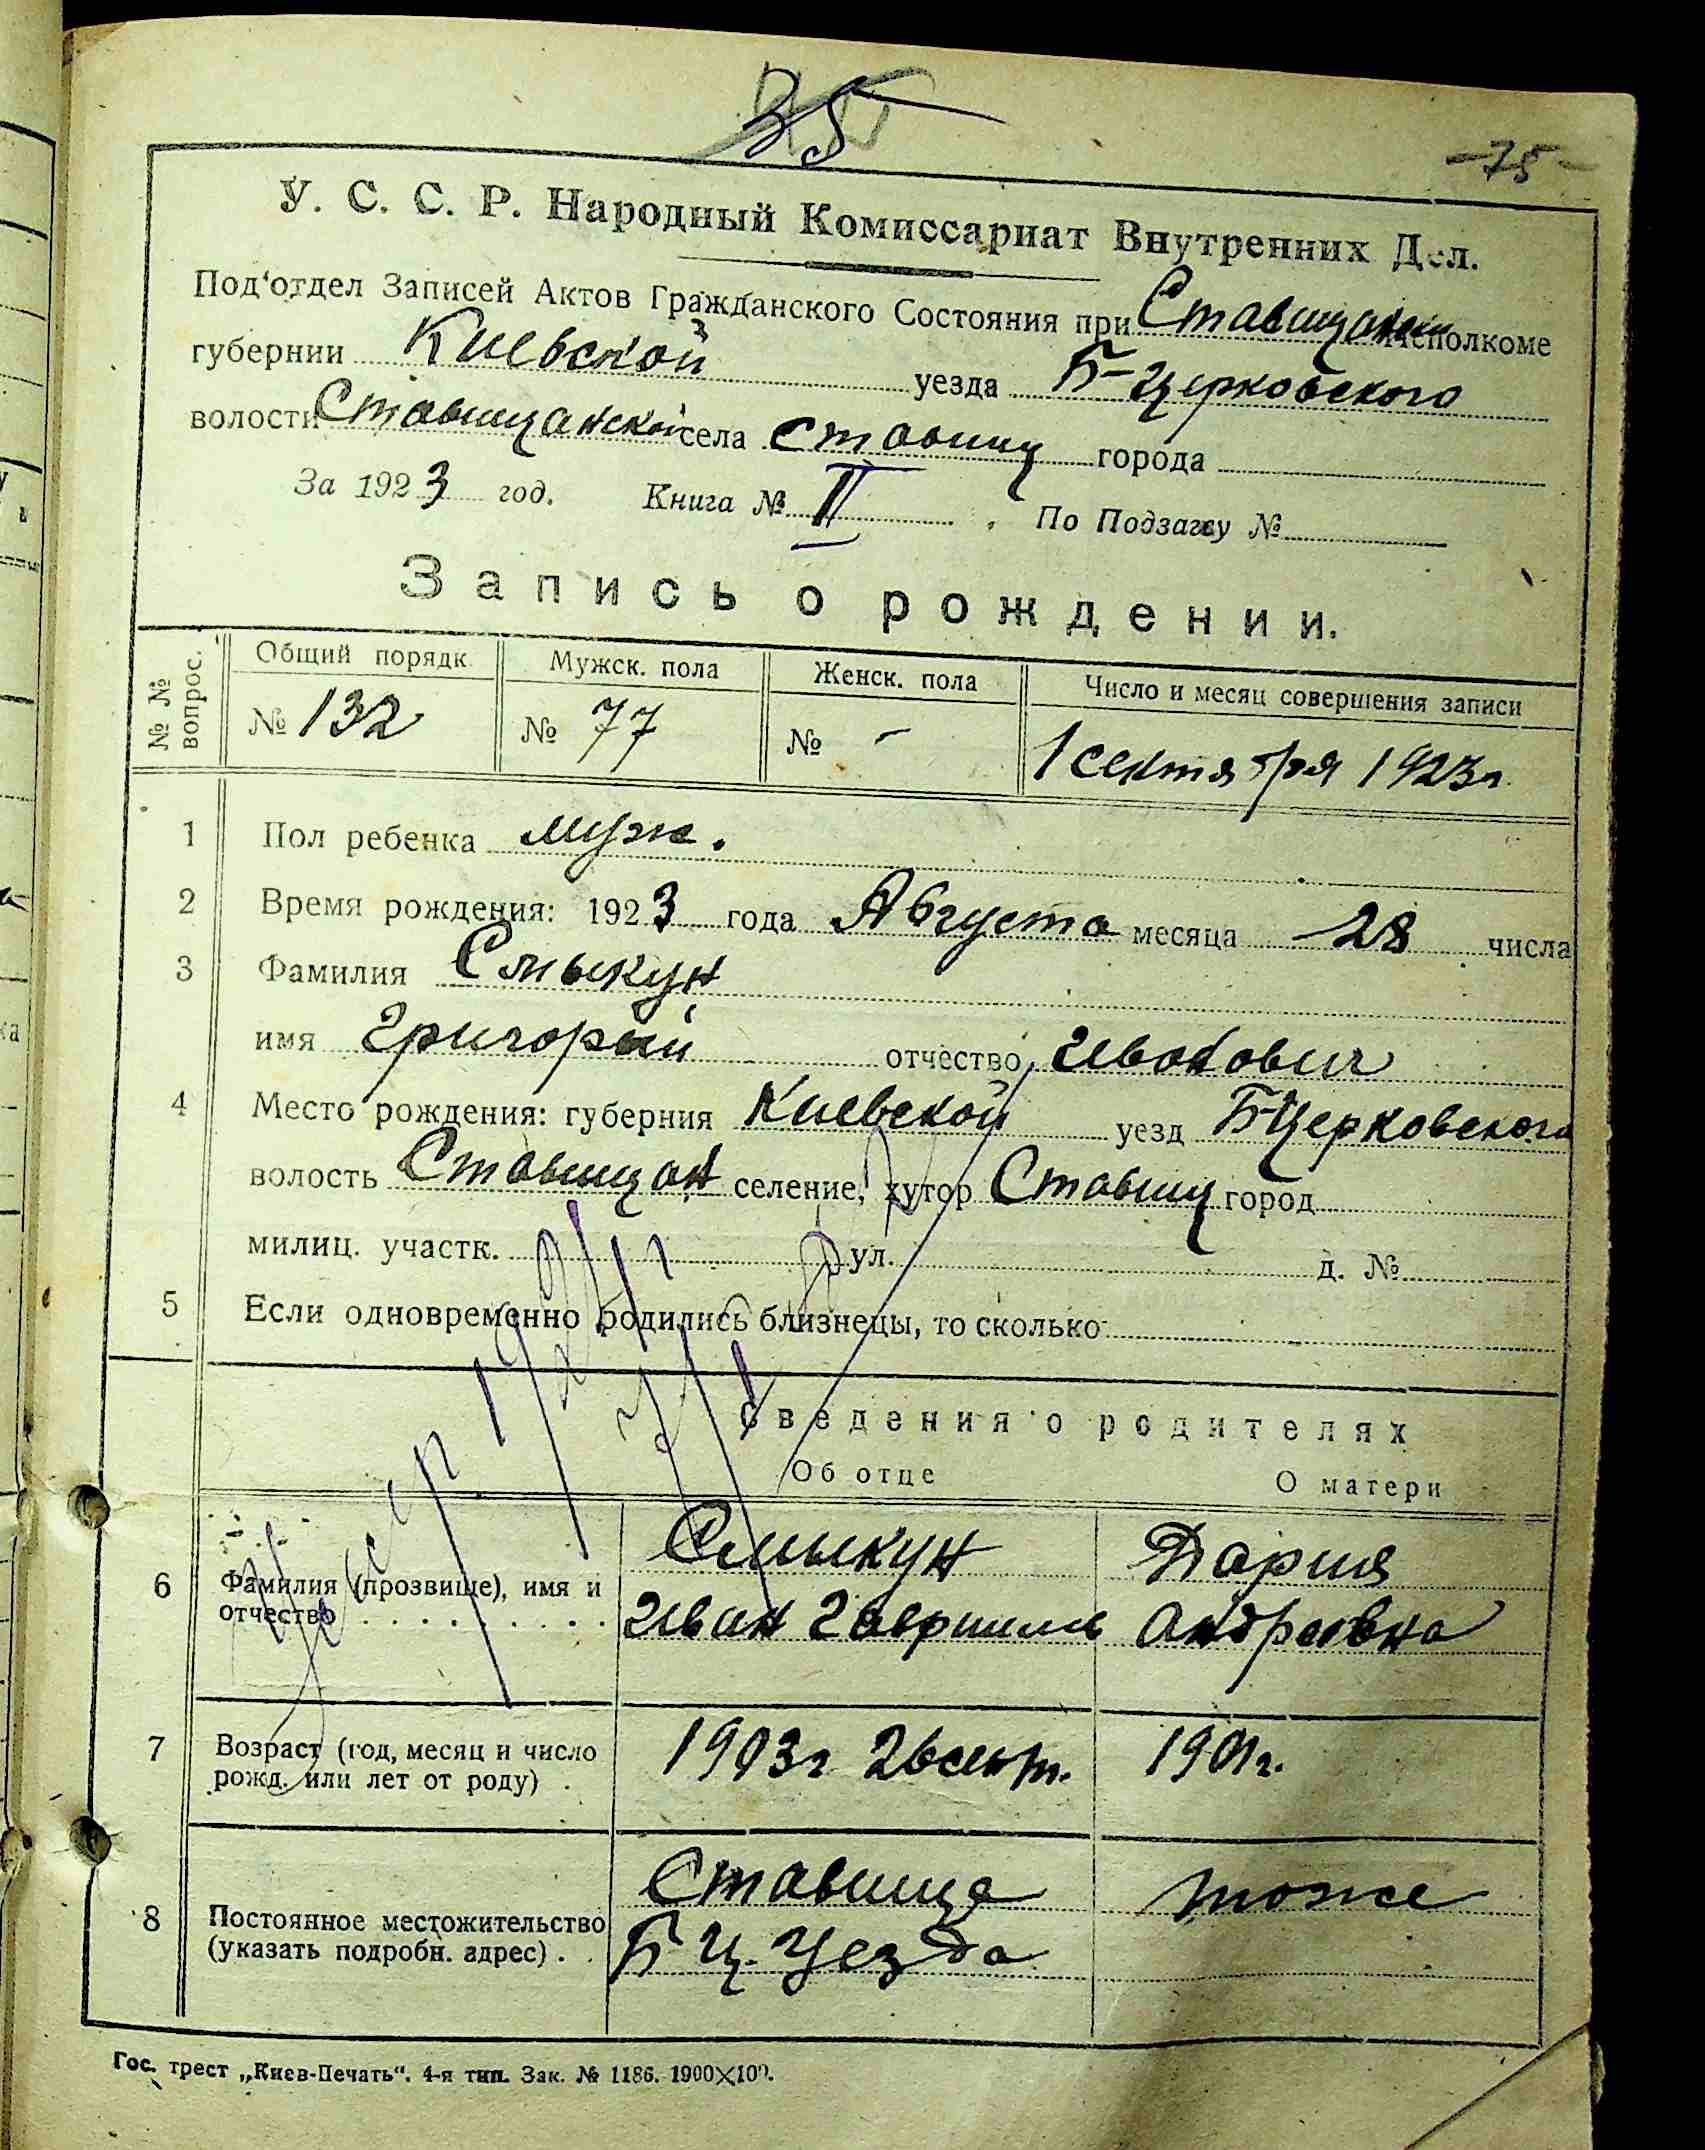 35
-75-
У. С. С. Р. Народный Комиссариат Внутренних Дел.
Под'отдел Записей Актов Гражданского Состояния при Ставищанском исполкоме
губернии Киевской уезда Б-Церковского
волости Ставищанской села Ставищ города
За 1923 год. Книга № II. По Подзагсу №
Запись о рождении.
№ № вопрос. Общий порядк. Мужск. пола Женск. пола Число и месяц совершения записи
№ 132 № 77 № - 1 сентября 1923 г.
1 Пол ребенка муж.
2 Время рождения: 1923 года Августа месяца 28 числа
3 Фамилия Смыкун
имя Григорий отчество Иванович
4 Место рождения: губерния Киевской уезд Б-Церковского
волость Ставищан селение, хутор Ставищ город
милиц. участк. ул. д. №
5 Если одновременно родились близнецы, то сколько
Сведения о родителях
Об отце О матери
6 Фамилия (прозвище), имя и отчество
Смыкун Дария
Иван Гаврилов Андреевна
7 Возраст (год, месяц и число рожд. или лет от роду) 1903 г. 26 сент. 1901 г.
8 Постоянное местожительство (указать подробн. адрес)
Ставище тоже
Б Ц. Уезда
Гос. трест „Киев-Печать". 4-я тип. Зак. № 1186. 1900×100.